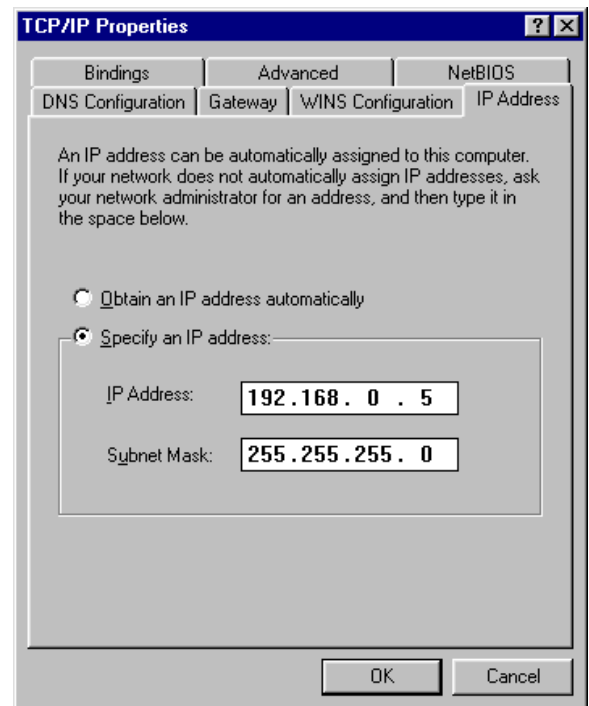 TCP/IP Properties
Bindings Advanced NetBIOS
DNS Configuration Gateway WINS Configuration IP Address
An IP address can be automatically assigned to this computer.
If your network does not automatically assign IP addresses, ask
your network administrator for an address, and then type it in
the space below.
Obtain an IP address automatically
Specify an IP address:
IP Address: 192.168. 0 . 5
Subnet Mask: 255.255.255. 0
OK Cancel